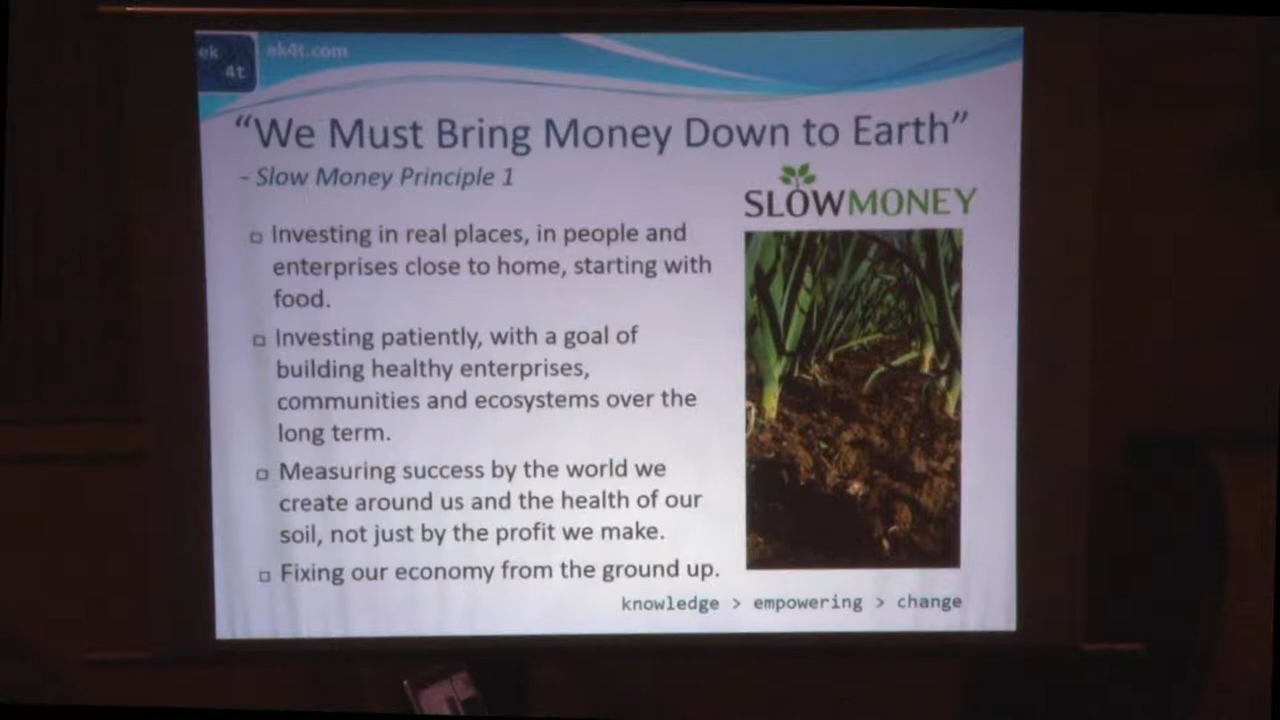 ek
4t
ek4t.com
“We Must Bring Money Down to Earth”
- Slow Money Principle 1
SLOWMONEY
Investing in real places, in people and
enterprises close to home, starting with
food.
Investing patiently, with a goal of
building healthy enterprises,
communities and ecosystems over the
long term.
Measuring success by the world we
create around us and the health of our
soil, not just by the profit we make.
Fixing our economy from the ground up.
knowledge > empowering > change